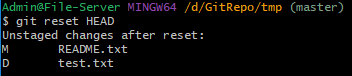 Admin@File-Server MINGW64 /d/GitRepo/tmp (master)
$ git reset HEAD
Unstaged changes after reset:
M       README.txt
D       test.txt